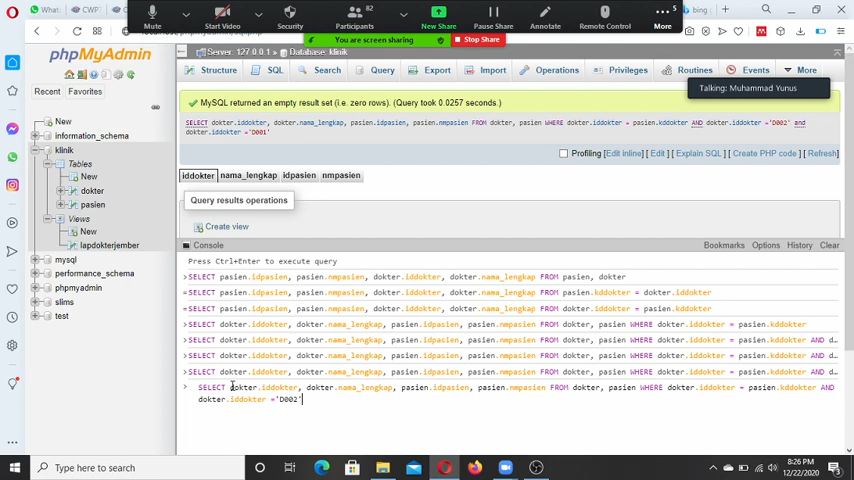 Whats
CWP
bing
Mute
Start Video
Security
Participants
82
New Share
Pause Share
Annotate
Remote Control
More
5
You are screen sharing
Stop Share
Talking: Muhammad Yunus
phpMyAdmin
Recent
Favorites
New
information_schema
klinik
Tables
New
dokter
pasien
Views
New
lapdokterjember
mysql
performance_schema
phpmyadmin
slims
test
Server: 127.0.0.1 » Database: klinik
Structure
SQL
Search
Query
Export
Import
Operations
Privileges
Routines
Events
More
MySQL returned an empty result set (i.e. zero rows). (Query took 0.0257 seconds.)
SELECT dokter.iddokter, dokter.nama_lengkap, pasien.idpasien, pasien.nmpasien FROM dokter, pasien WHERE dokter.iddokter = pasien.kddokter AND dokter.iddokter ='D002' and
dokter.iddokter ='D001'
Profiling [Edit inline] [ Edit ] [ Explain SQL ] [ Create PHP code ] [ Refresh]
iddokter nama_lengkap idpasien nmpasien
Query results operations
Create view
Console
Bookmarks Options History Clear
Press Ctrl+Enter to execute query
>SELECT pasien.idpasien, pasien.nmpasien, dokter.iddokter, dokter.nama_lengkap FROM pasien, dokter
=SELECT pasien.idpasien, pasien.nmpasien, dokter.iddokter, dokter.nama_lengkap FROM pasien.kddokter = dokter.iddokter
=SELECT pasien.idpasien, pasien.nmpasien, dokter.iddokter, dokter.nama_lengkap FROM pasien.kddokter = dokter.iddokter
>SELECT dokter.iddokter, dokter.nama_lengkap, pasien.idpasien, pasien.nmpasien FROM dokter, pasien WHERE dokter.iddokter = pasien.kddokter
>SELECT dokter.iddokter, dokter.nama_lengkap, pasien.idpasien, pasien.nmpasien FROM dokter, pasien WHERE dokter.iddokter = pasien.kddokter AND d…
>SELECT dokter.iddokter, dokter.nama_lengkap, pasien.idpasien, pasien.nmpasien FROM dokter, pasien WHERE dokter.iddokter = pasien.kddokter AND d…
>SELECT dokter.iddokter, dokter.nama_lengkap, pasien.idpasien, pasien.nmpasien FROM dokter, pasien WHERE dokter.iddokter = pasien.kddokter AND d…
> SELECT dokter.iddokter, dokter.nama_lengkap, pasien.idpasien, pasien.nmpasien FROM dokter, pasien WHERE dokter.iddokter = pasien.kddokter AND
dokter.iddokter ='D002'
Type here to search
8:26 PM
12/22/2020
3